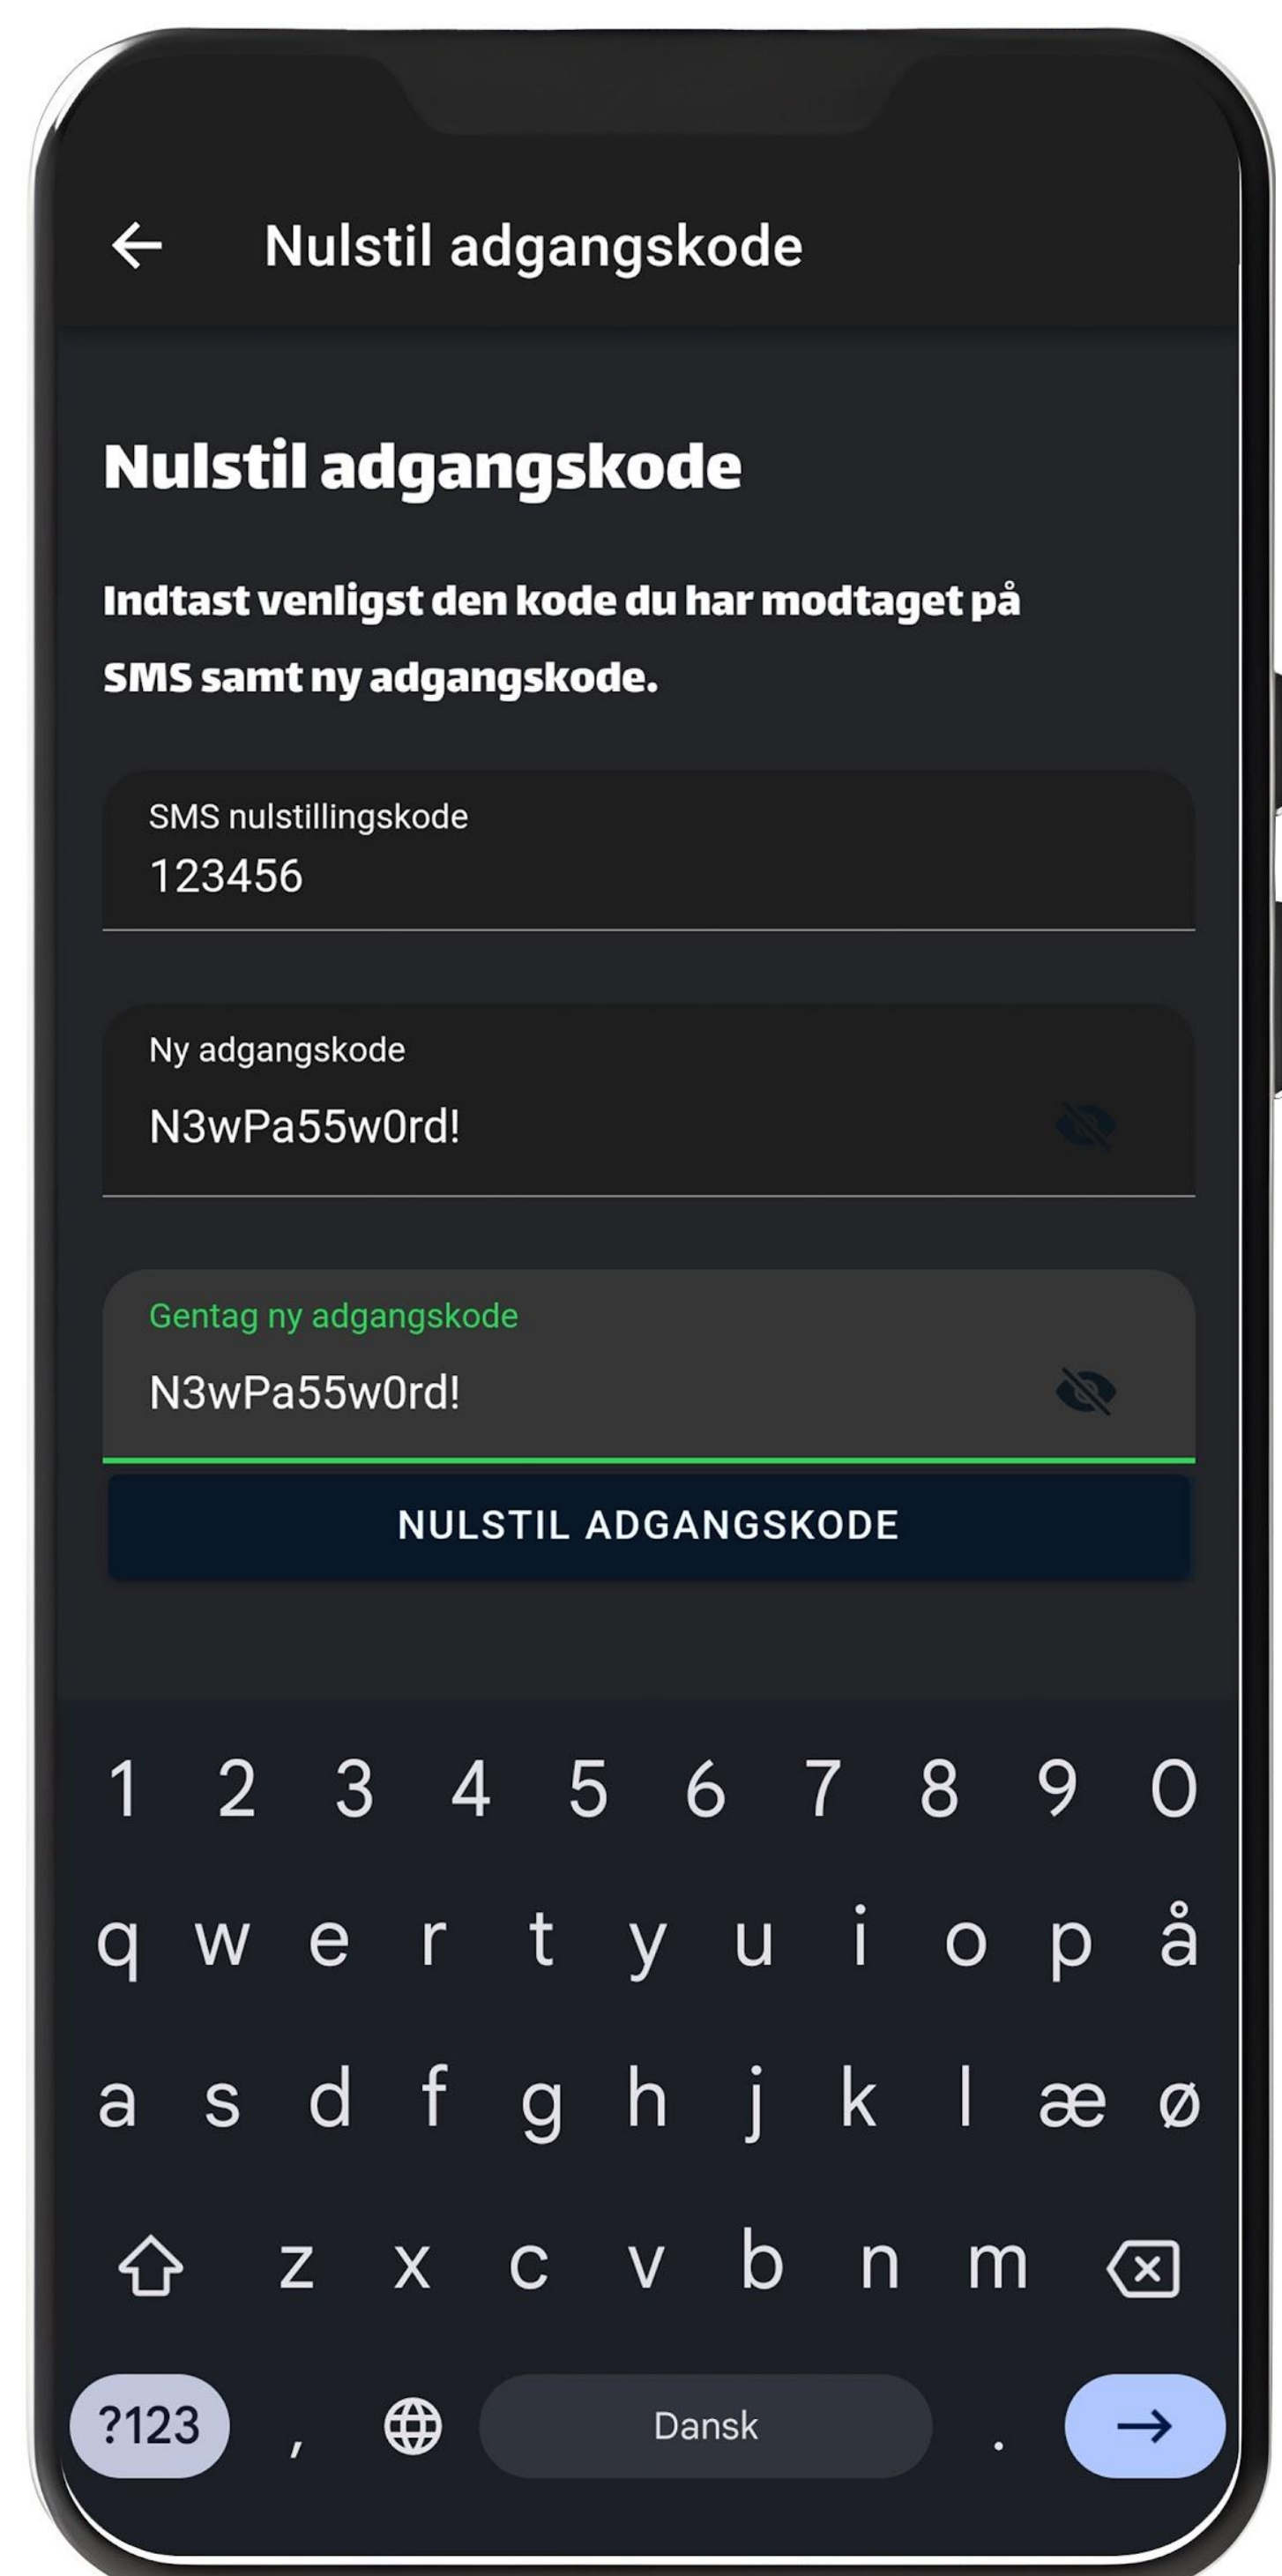 Nulstil adgangskode
Nulstil adgangskode
Indtast venligst den kode du har modtaget på
SMS samt ny adgangskode.
SMS nulstillingskode
123456
Ny adgangskode
N3wPa55w0rd!
Gentag ny adgangskode
N3wPa55w0rd!
NULSTIL ADGANGSKODE
1 2 3 4 5 6 7 8 9 0
q w e r t y u i o p å
a s d f g h j k l æ ø
z x c v b n m
?123 , Dansk .